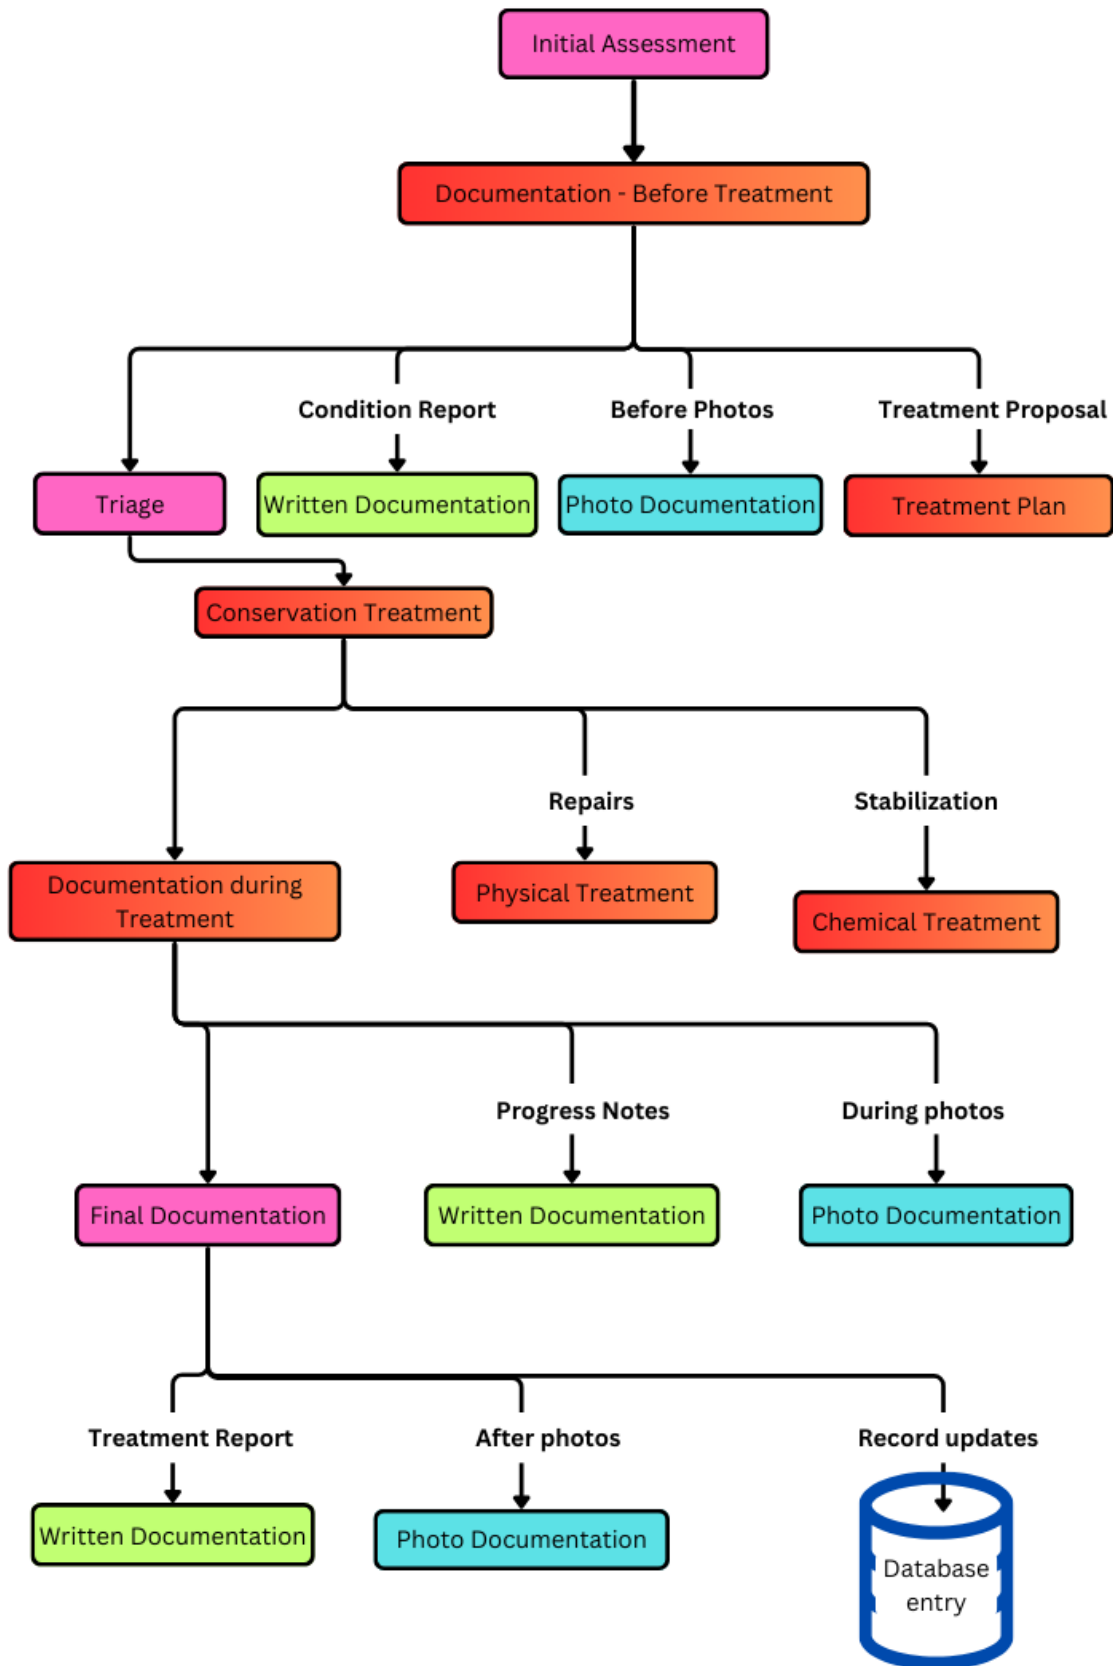 Initial Assessment
Documentation - Before Treatment
Condition Report
Before Photos
Treatment Proposal
Triage
Written Documentation
Photo Documentation
Treatment Plan
Conservation Treatment
Repairs
Stabilization
Documentation during
Treatment
Physical Treatment
Chemical Treatment
Progress Notes
During photos
Final Documentation
Written Documentation
Photo Documentation
Treatment Report
After photos
Record updates
Written Documentation
Photo Documentation
Database
entry